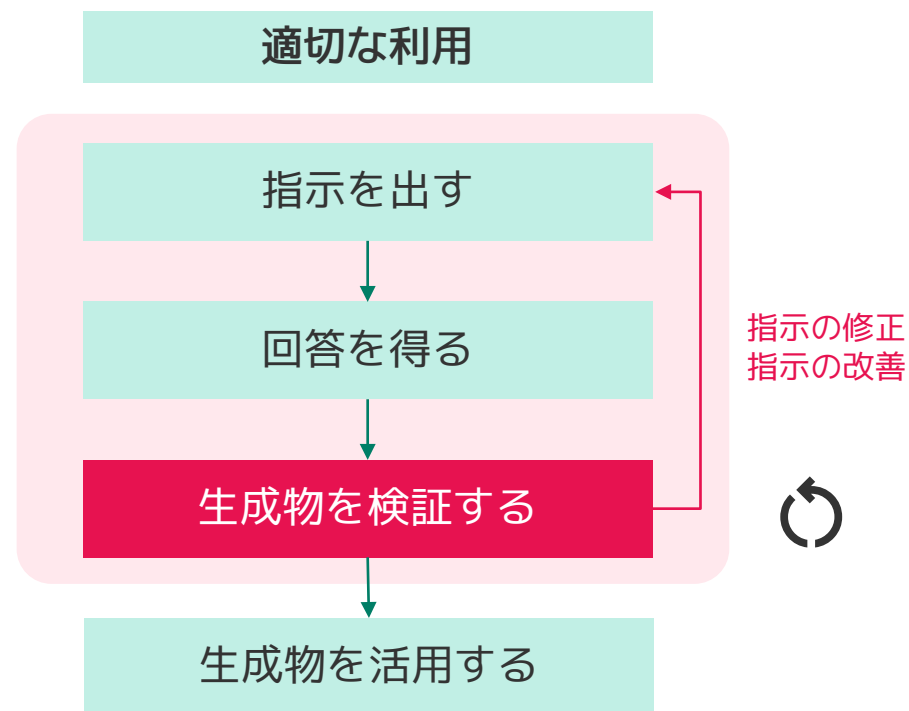 適切な利用
指示を出す
回答を得る
指示の修正
指示の改善
生成物を検証する
生成物を活用する